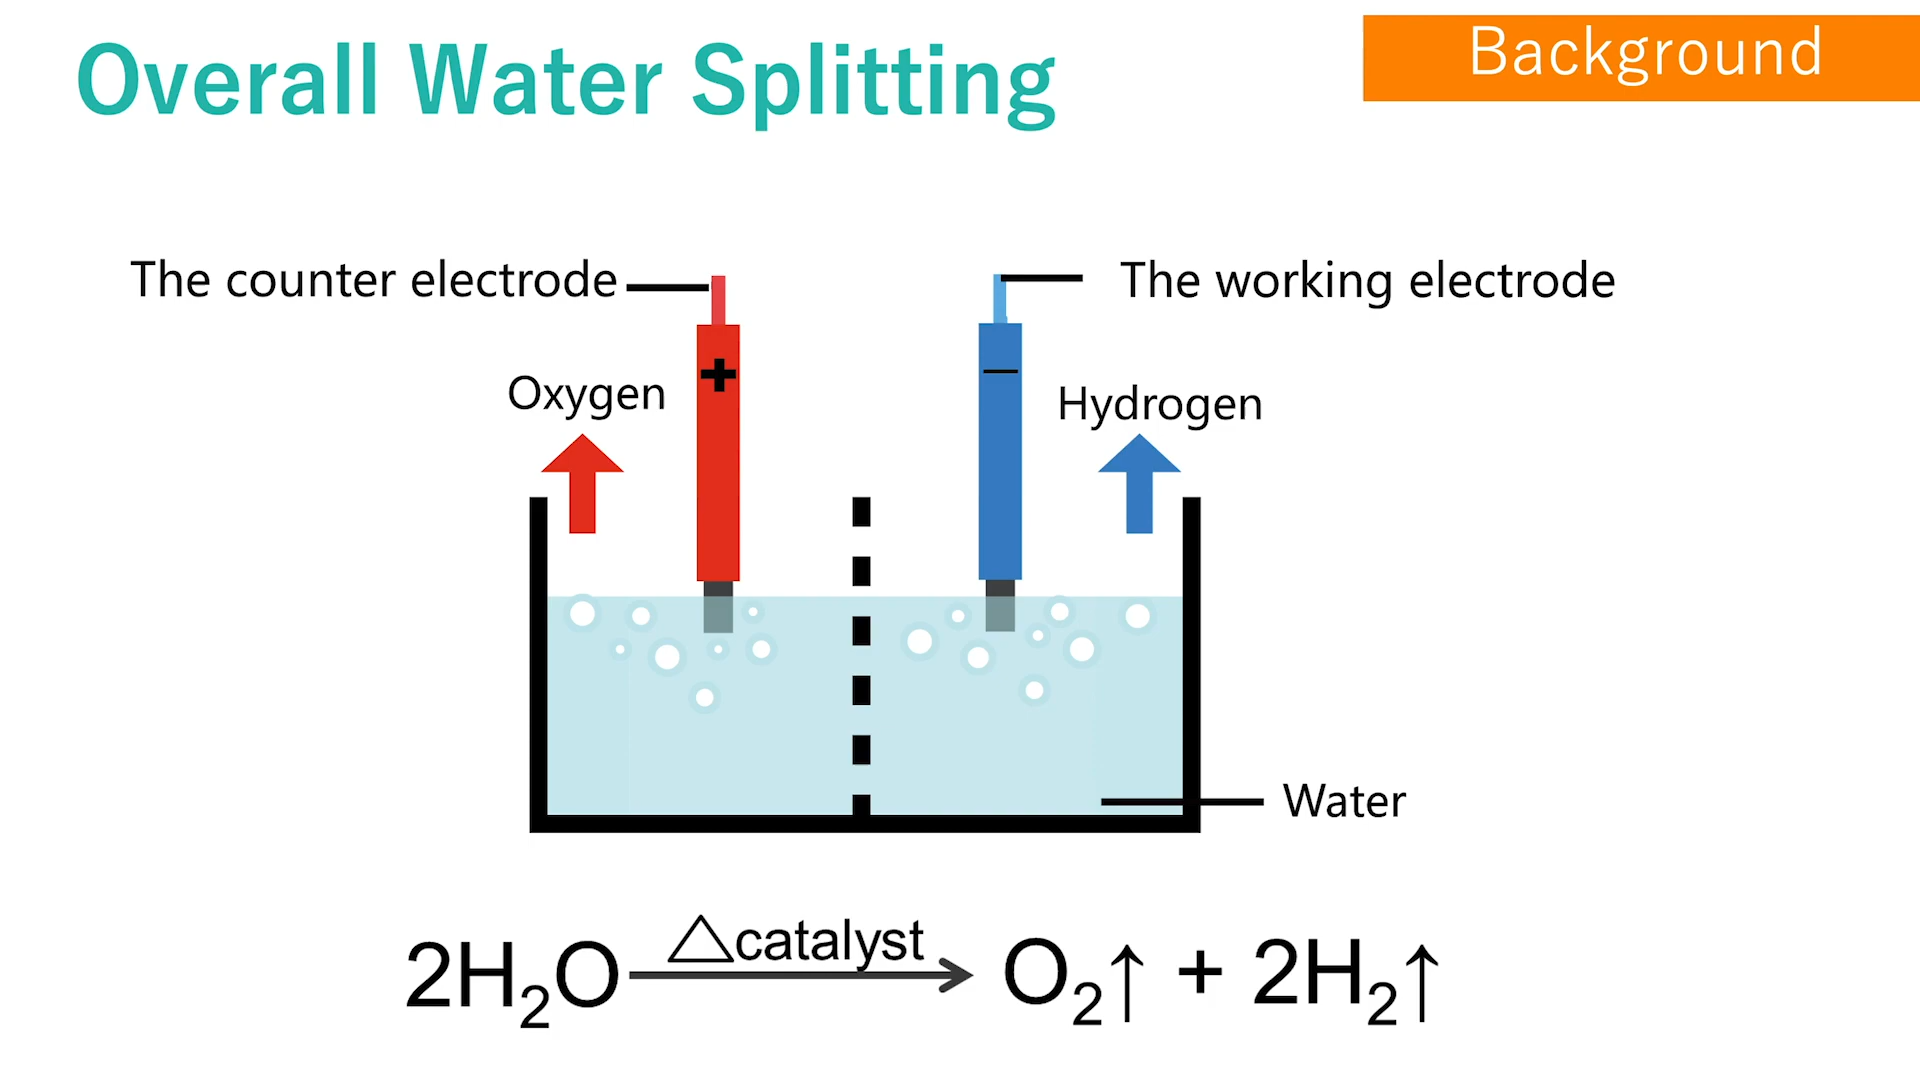 Overall Water Splitting
Background
The counter electrode
The working electrode
+
−
Oxygen
Hydrogen
Water
△catalyst
2H₂O → O₂↑ + 2H₂↑